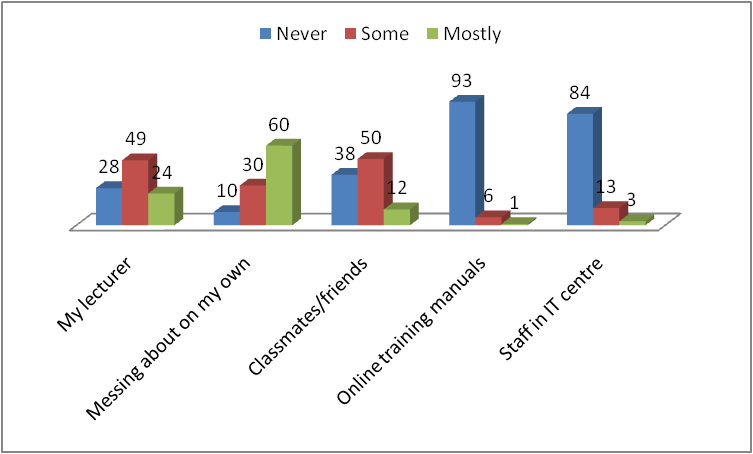 Never Some Mostly
28 49 24
10 30 60
38 50 12
93 6 1
84 13 3
My lecturer
Messing about on my own
Classmates/friends
Online training manuals
Staff in IT centre